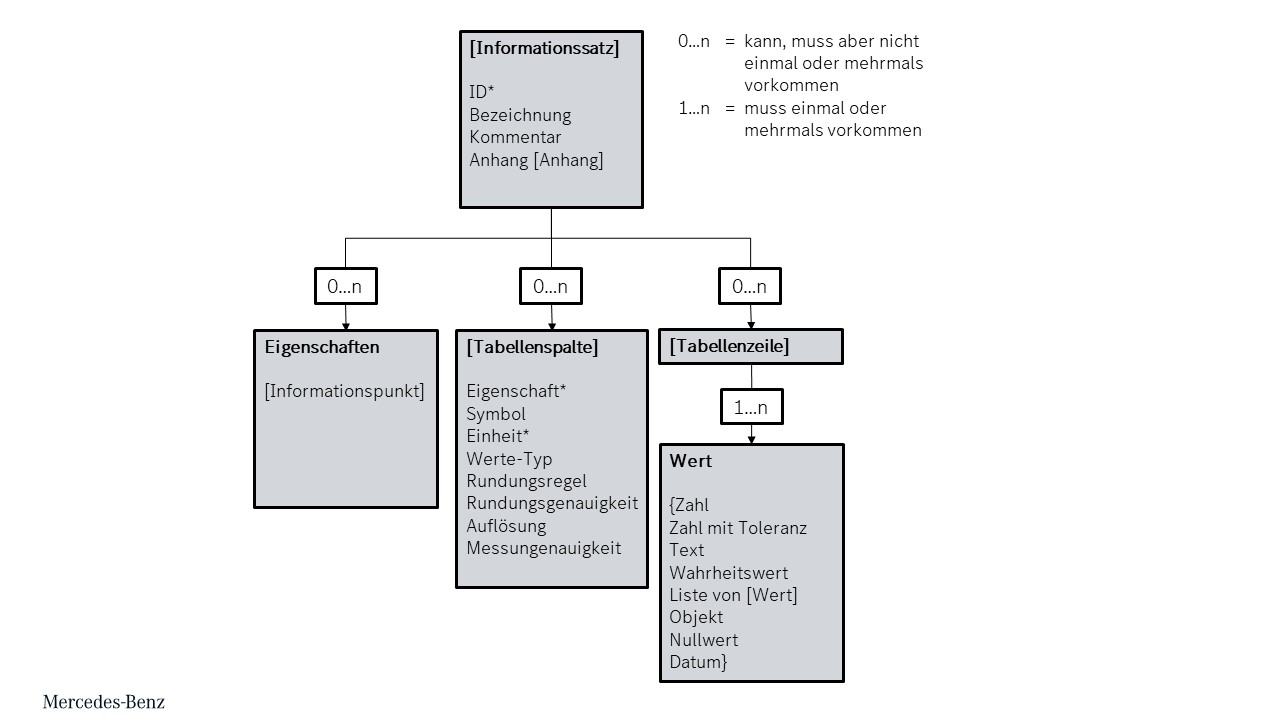 [Informationssatz]
ID*
Bezeichnung
Kommentar
Anhang [Anhang]
0...n = kann, muss aber nicht
einmal oder mehrmals
vorkommen
1...n = muss einmal oder
mehrmals vorkommen
0...n
0...n
0...n
Eigenschaften
[Informationspunkt]
[Tabellenspalte]
Eigenschaft*
Symbol
Einheit*
Werte-Typ
Rundungsregel
Rundungsgenauigkeit
Auflösung
Messungenauigkeit
[Tabellenzeile]
1...n
Wert
{Zahl
Zahl mit Toleranz
Text
Wahrheitswert
Liste von [Wert]
Objekt
Nullwert
Datum}
Mercedes-Benz